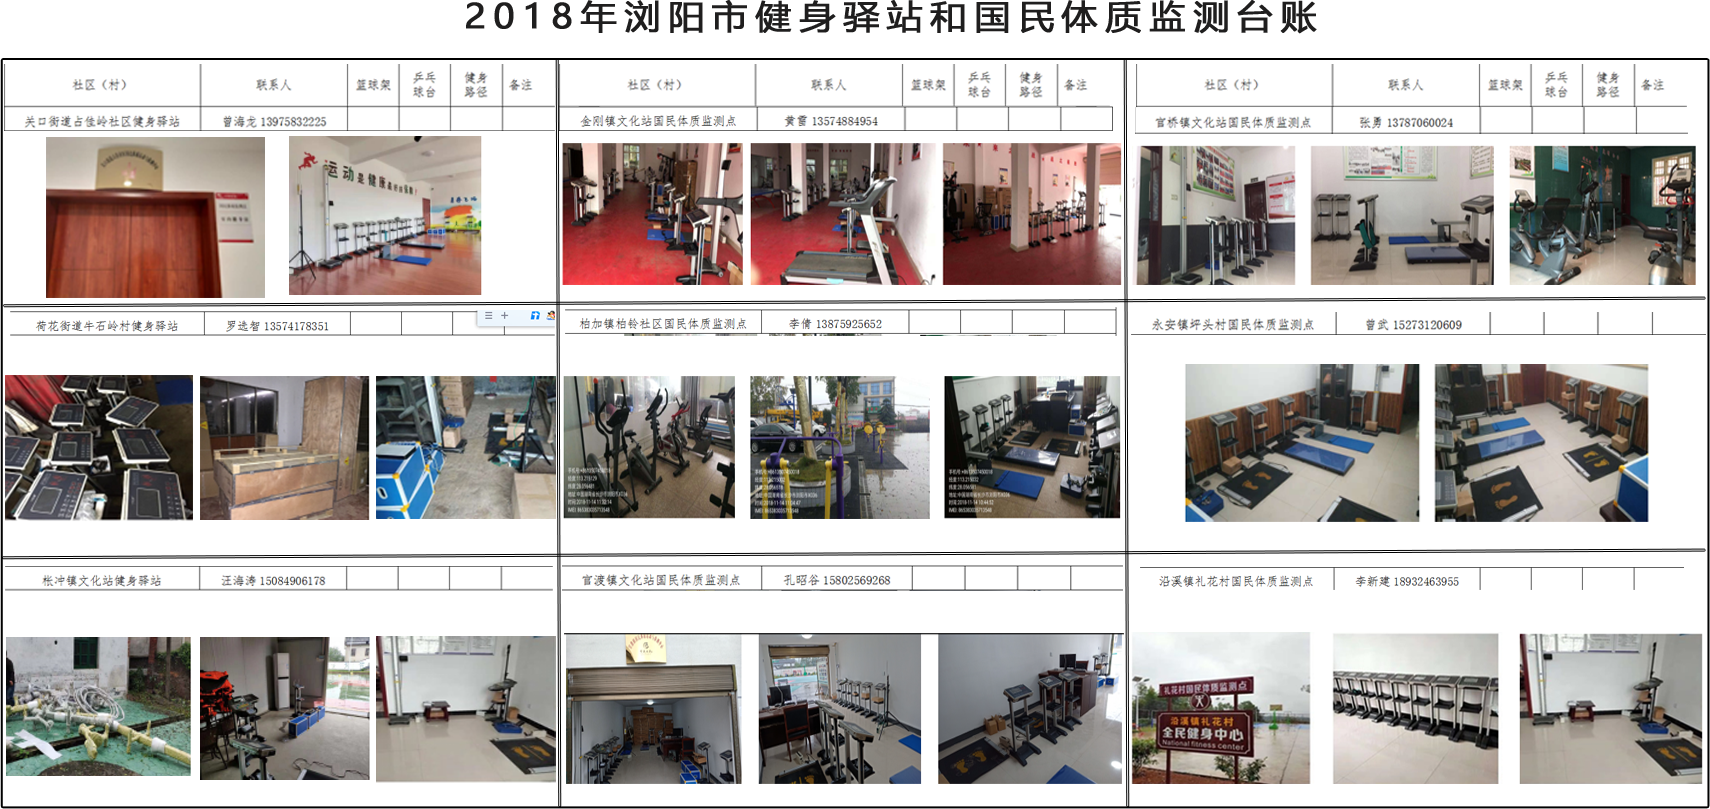 2018年浏阳市健身驿站和国民体质监测台账
社区（村） 联系人 篮球架 乒乓球台 健身路径 备注
关口街道占佳岭社区健身驿站 曾海龙 13975832225
运动是健康
社区（村） 联系人 篮球架 乒乓球台 健身路径 备注
金刚镇文化站国民体质监测点 黄雷 13574884954
社区（村） 联系人 篮球架 乒乓球台 健身路径 备注
官桥镇文化站国民体质监测点 张勇 13787060024
荷花街道牛石岭村健身驿站 罗选智 13574178351
柏加镇柏铃社区国民体质监测点 李倩 13875925652
永安镇坪头村国民体质监测点 曾武 15273120609
枨冲镇文化站健身驿站 汪海涛 15084906178
官渡镇文化站国民体质监测点 孔昭谷 15802569268
沿溪镇礼花村国民体质监测点 李新建 18932463955
礼花村国民体质监测点
沿溪镇礼花村
全民健身中心
National fitness center